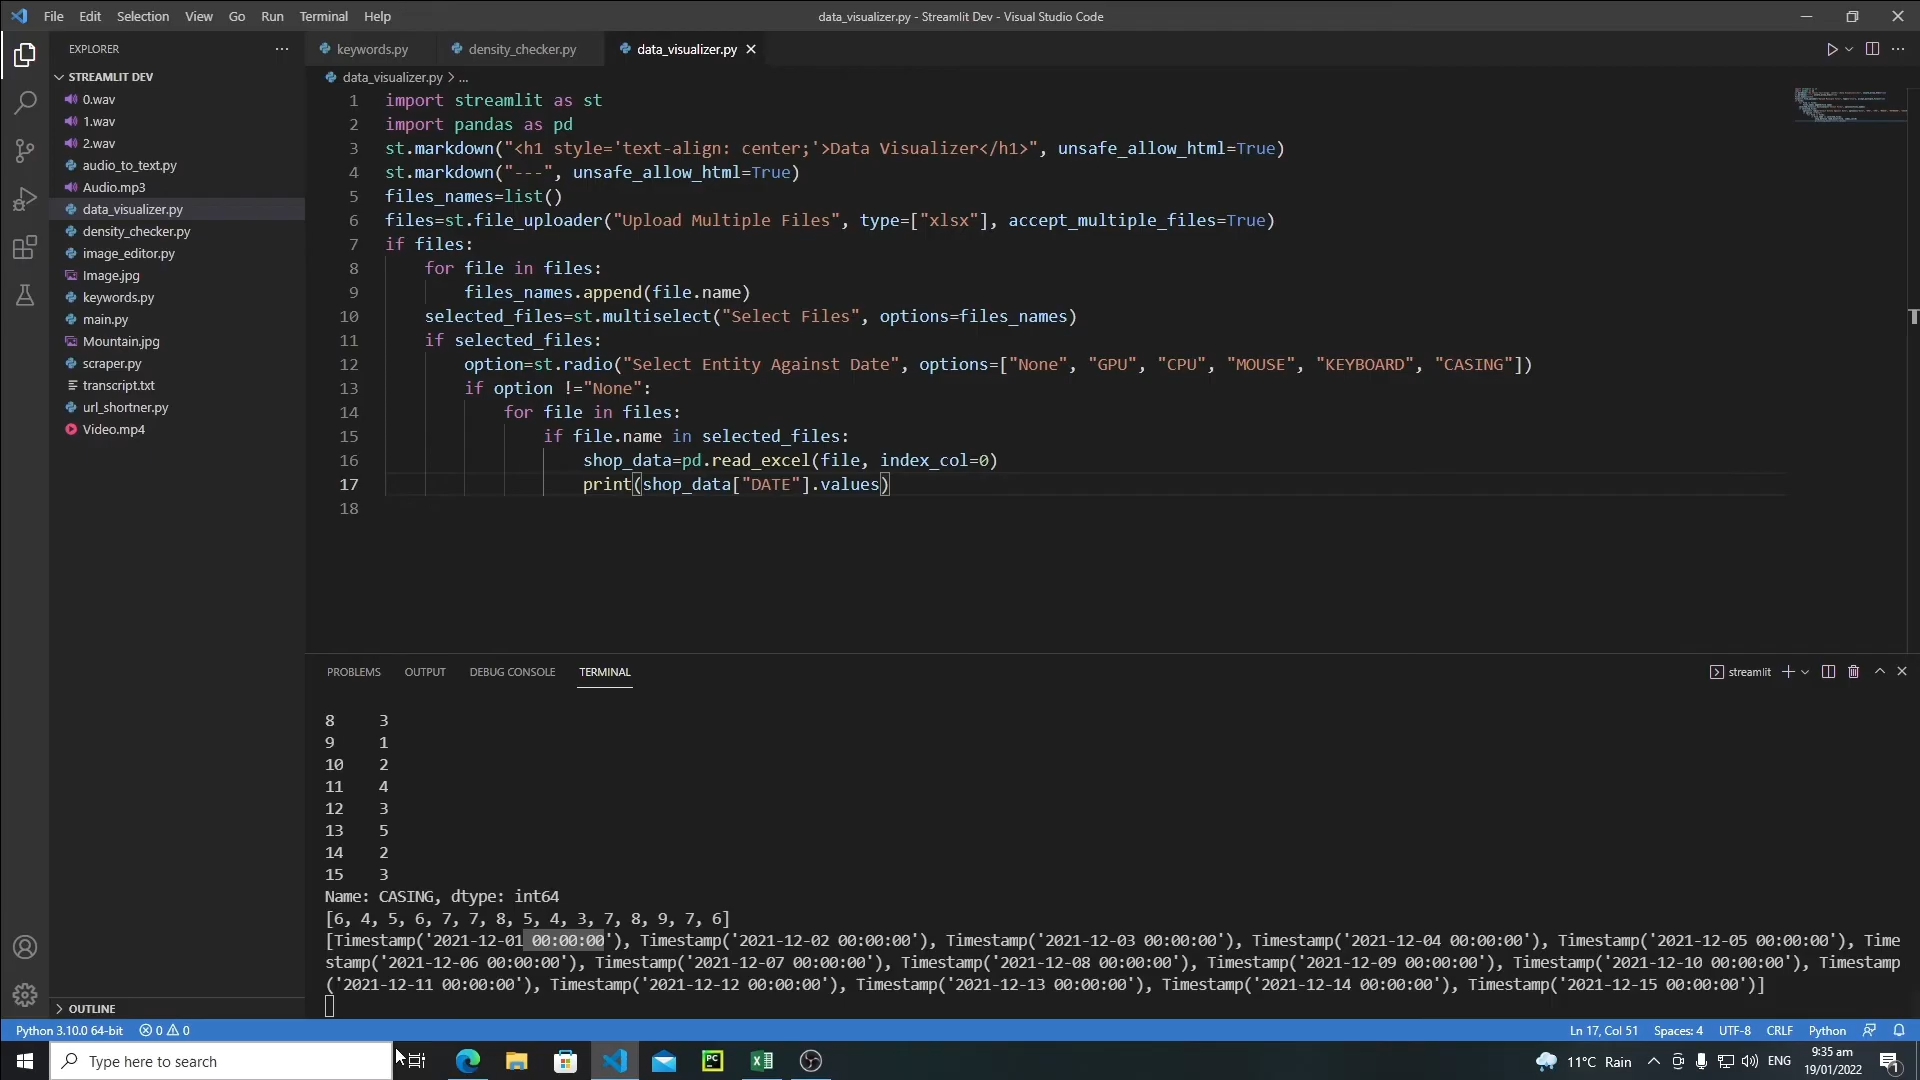 File Edit Selection View Go Run Terminal Help
data_visualizer.py - Streamlit Dev - Visual Studio Code
EXPLORER
STREAMLIT DEV
0.wav
1.wav
2.wav
audio_to_text.py
Audio.mp3
data_visualizer.py
density_checker.py
image_editor.py
Image.jpg
keywords.py
main.py
Mountain.jpg
scraper.py
transcript.txt
url_shortner.py
Video.mp4
OUTLINE
keywords.py density_checker.py data_visualizer.py
data_visualizer.py > ...
1 import streamlit as st
2 import pandas as pd
3 st.markdown("<h1 style='text-align: center;'>Data Visualizer</h1>", unsafe_allow_html=True)
4 st.markdown("---", unsafe_allow_html=True)
5 files_names=list()
6 files=st.file_uploader("Upload Multiple Files", type=["xlsx"], accept_multiple_files=True)
7 if files:
8 for file in files:
9 files_names.append(file.name)
10 selected_files=st.multiselect("Select Files", options=files_names)
11 if selected_files:
12 option=st.radio("Select Entity Against Date", options=["None", "GPU", "CPU", "MOUSE", "KEYBOARD", "CASING"])
13 if option !="None":
14 for file in files:
15 if file.name in selected_files:
16 shop_data=pd.read_excel(file, index_col=0)
17 print(shop_data["DATE"].values)
18
PROBLEMS OUTPUT DEBUG CONSOLE TERMINAL
streamlit
8 3
9 1
10 2
11 4
12 3
13 5
14 2
15 3
Name: CASING, dtype: int64
[6, 4, 5, 6, 7, 7, 8, 5, 4, 3, 7, 8, 9, 7, 6]
[Timestamp('2021-12-01 00:00:00'), Timestamp('2021-12-02 00:00:00'), Timestamp('2021-12-03 00:00:00'), Timestamp('2021-12-04 00:00:00'), Timestamp('2021-12-05 00:00:00'), Time
stamp('2021-12-06 00:00:00'), Timestamp('2021-12-07 00:00:00'), Timestamp('2021-12-08 00:00:00'), Timestamp('2021-12-09 00:00:00'), Timestamp('2021-12-10 00:00:00'), Timestamp
('2021-12-11 00:00:00'), Timestamp('2021-12-12 00:00:00'), Timestamp('2021-12-13 00:00:00'), Timestamp('2021-12-14 00:00:00'), Timestamp('2021-12-15 00:00:00')]
Python 3.10.0 64-bit 0 0
Ln 17, Col 51 Spaces: 4 UTF-8 CRLF Python
Type here to search
PC
11°C Rain
ENG
9:35 am
19/01/2022
1